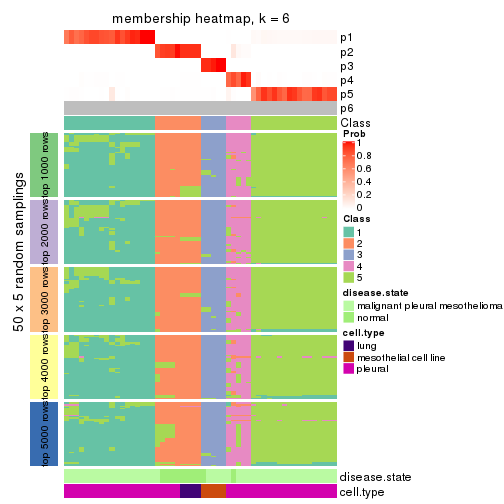 membership heatmap, k = 6
p1
p2
p3
p4
p5
p6
Class
50 x 5 random samplings
top 1000 rows
top 2000 rows
top 3000 rows
top 4000 rows
top 5000 rows
Prob
1
0.8
0.6
0.4
0.2
0
Class
1
2
3
4
5
disease.state
malignant pleural mesothelioma
normal
cell.type
lung
mesothelial cell line
pleural
disease.state
cell.type